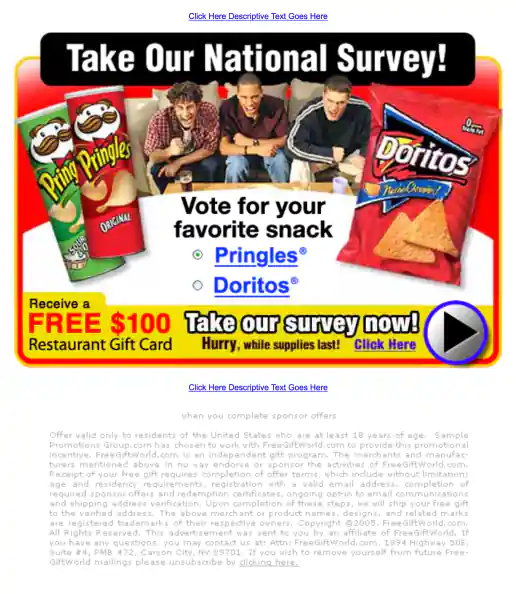 Click Here Descriptive Text Goes Here
Take Our National Survey!
Pringles
Pringles
ORIGINAL
SOUR
Doritos
Nacho Cheesier!
Vote for your
favorite snack
Pringles®
Doritos®
Receive a
FREE $100
Restaurant Gift Card
Take our survey now!
Hurry, while supplies last! Click Here
Click Here Descriptive Text Goes Here
when you complete sponsor offers
Offer valid only to residents of the United States who are at least 18 years of age. Sample
Promotions Group.com has chosen to work with FreeGiftWorld.com to provide this promotional
incentive. FreeGiftWorld.com is an independent gift program. The merchants and manufac-
turers mentioned above in no way endorse or sponsor the activities of FreeGiftWorld.com.
Receipt of your free gift requires completion of offer terms, which include without limitation:
age and residency requirements, registration with a valid email address, completion of
required sponsor offers and redemption certificates, ongoing opt-in to email communications
and shipping address verification. Upon completion of these steps, we will ship your free gift
to the verified address. The above merchant or product names, designs, and related marks
are registered trademarks of their respective owners. Copyright @2005. FreeGiftWorld.com.
All Rights Reserved. This advertisement was sent to you by an affiliate of FreeGiftWorld. If
you have any questions, you may contact us at: Attn: FreeGiftWorld.com, 1894 Highway 50E,
Suite #4, PMB 432, Carson City, NV 89701. If you wish to remove yourself from future Free-
GiftWorld mailings please unsubscribe by clicking here.